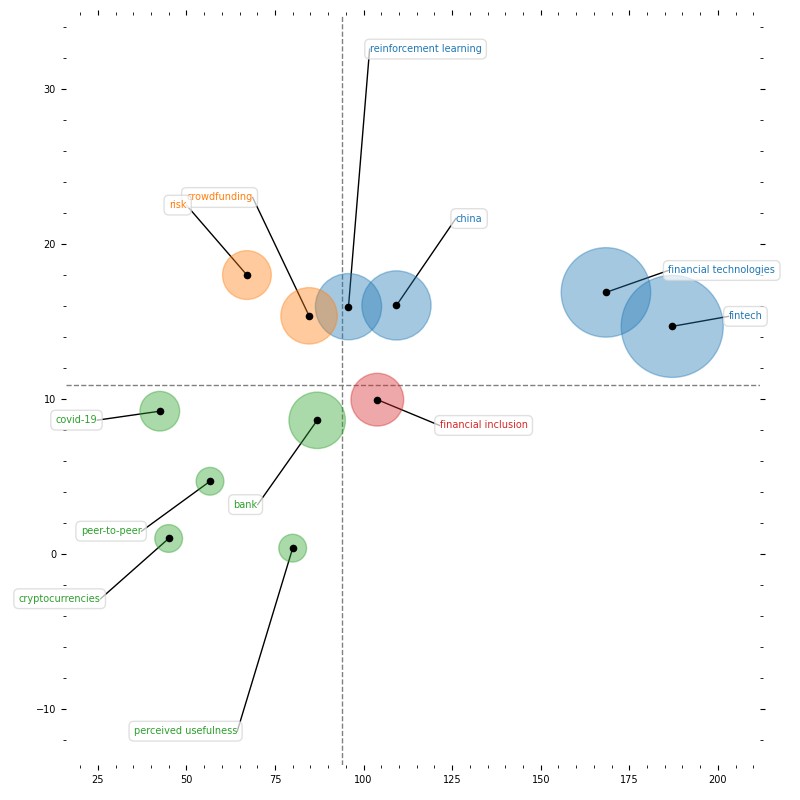 reinforcement learning
crowdfunding
risk
china
financial technologies
fintech
covid-19
financial inclusion
bank
peer-to-peer
cryptocurrencies
perceived usefulness
30
20
10
0
−10
25
50
75
100
125
150
175
200